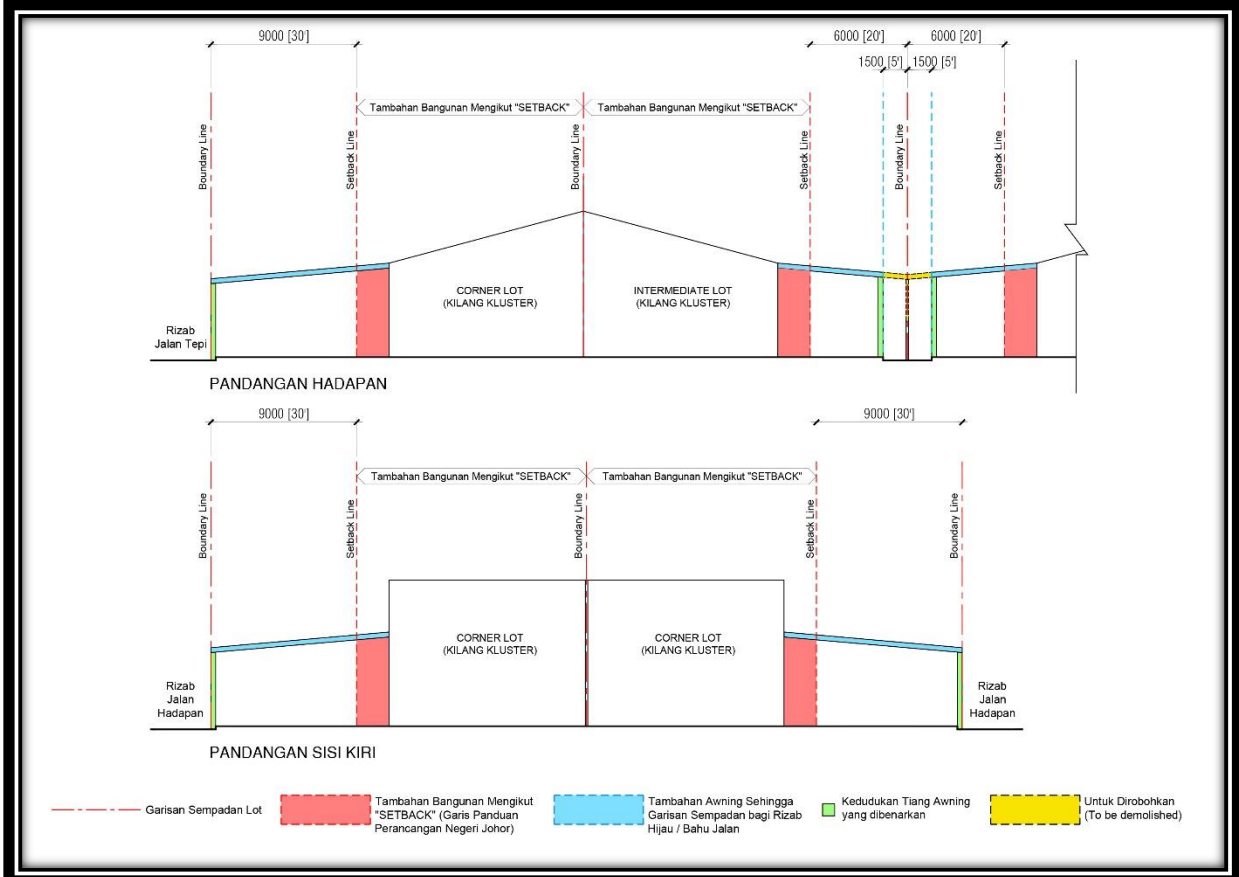 9000 [30']
6000 [20']
6000 [20']
1500 [5']
1500 [5']
Tambahan Bangunan Mengikut "SETBACK"
Tambahan Bangunan Mengikut "SETBACK"
Boundary Line
Setback Line
Boundary Line
Setback Line
Boundary Line
Setback Line
CORNER LOT
(KILANG KLUSTER)
INTERMEDIATE LOT
(KILANG KLUSTER)
Rizab
Jalan Tepi
PANDANGAN HADAPAN
9000 [30']
9000 [30']
Tambahan Bangunan Mengikut "SETBACK"
Tambahan Bangunan Mengikut "SETBACK"
Boundary Line
Setback Line
Boundary Line
Setback Line
Boundary Line
CORNER LOT
(KILANG KLUSTER)
CORNER LOT
(KILANG KLUSTER)
Rizab
Jalan
Hadapan
Rizab
Jalan
Hadapan
PANDANGAN SISI KIRI
Garisan Sempadan Lot
Tambahan Bangunan Mengikut
"SETBACK" (Garis Panduan
Perancangan Negeri Johor)
Tambahan Awning Sehingga
Garisan Sempadan bagi Rizab
Hijau / Bahu Jalan
Kedudukan Tiang Awning
yang dibenarkan
Untuk Dirobohkan
(To be demolished)